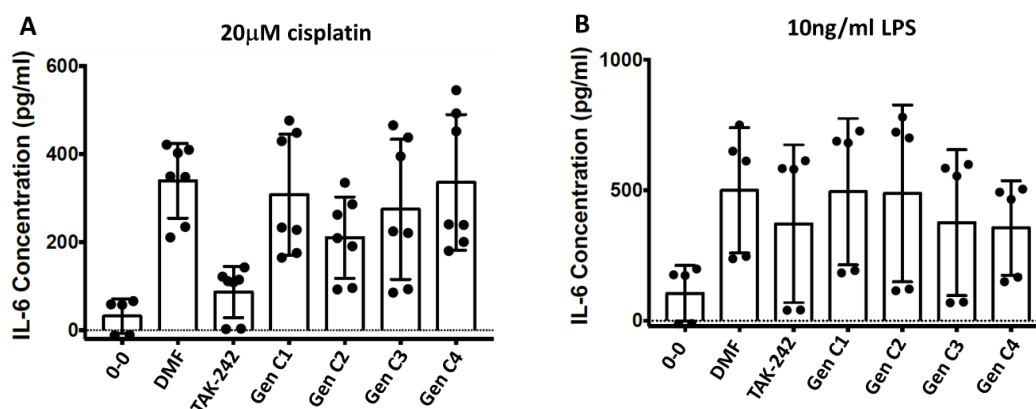 A
20μM cisplatin
IL-6 Concentration (pg/ml)
600
400
200
0
0-0
DMF
TAK-242
Gen C1
Gen C2
Gen C3
Gen C4
B
10ng/ml LPS
IL-6 Concentration (pg/ml)
1000
500
0
0-0
DMF
TAK-242
Gen C1
Gen C2
Gen C3
Gen C4